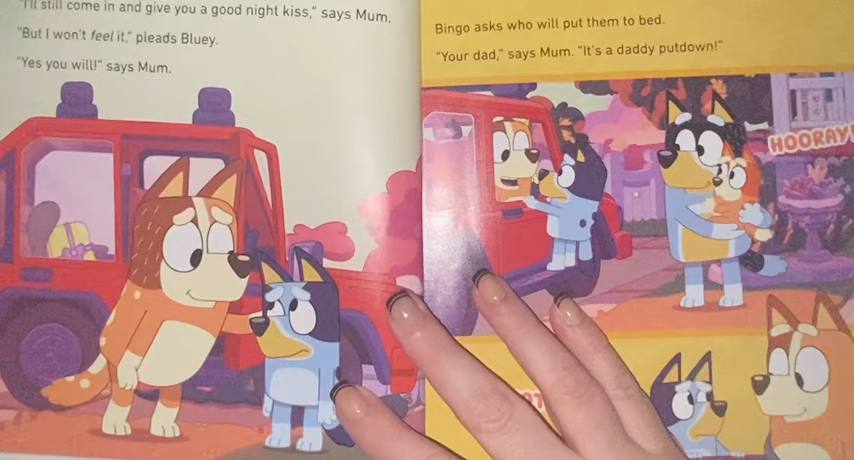 "I'll still come in and give you a good night kiss," says Mum.
"But I won't feel it," pleads Bluey.
"Yes you will!" says Mum.
Bingo asks who will put them to bed.
"Your dad," says Mum. "It's a daddy putdown!"
HOORAY!